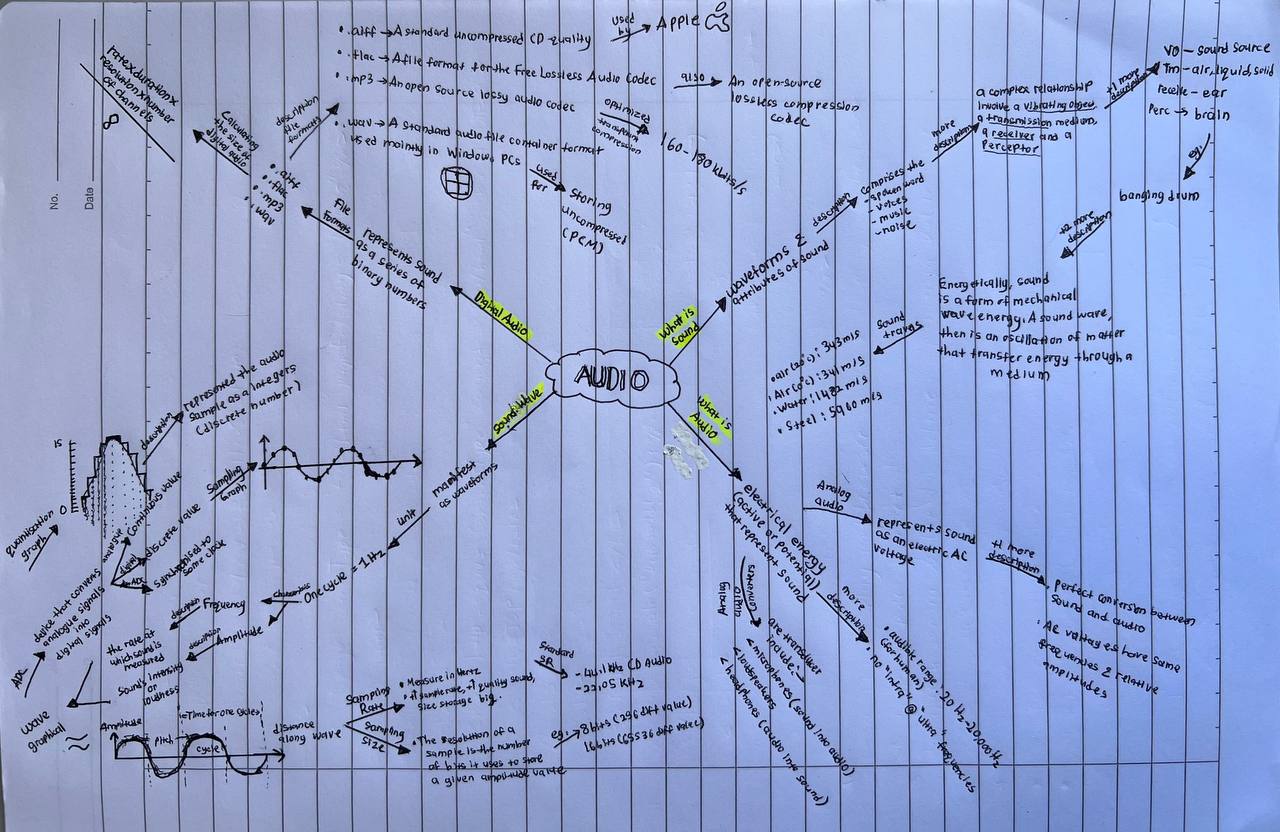 No.
Date
AUDIO
Digital Audio
represents sound
as a series of
binary numbers
File
formats
• .aiff
• .flac
• .mp3
• .wav
Calculating
the size of
digital audio
rate x duration x
resolution x number
of channels
8
description
file
formats
• .aiff → A standard uncompressed CD quality
used
by
Apple
• .flac → A file format for the Free Lossless Audio Codec
also
An open-source
lossless compression
codec
• .mp3 → An open source lossy audio codec
optimized
compression
160-180 kbits/s
• .wav → A standard audio file container format
used mainly in Windows PCs
used
for
storing
uncompressed
(PCM)
What is
sound
waveforms &
attributes of sound
description
comprises the
- spoken word
- voices
- music
- noise
more
description
a complex relationship
involve a vibrating object
a transmission medium,
a receiver and a
Perceptor
+1 more
description
VO - sound source
Tm - air, liquid, solid
receive - ear
Perc → brain
eg:
banging drum
+2 more
description
Energetically, sound
is a form of mechanical
wave energy. A sound wave,
then is an oscillation of matter
that transfer energy through a
medium
Sound
travels
• air (20°c) : 343 m/s
• Air (0°c) : 341 m/s
• Water : 1482 m/s
• Steel : 5960 m/s
What is
Audio
electrical energy
(active or potential)
that represent sound
Analog
audio
represents sound
as an electric AC
voltage
+1 more
description
• perfect conversion between
sound and audio
• AC voltages have same
frequencies & relative
amplitudes
more
description
• audible range : 20 Hz-20,000Hz
(for human)
• no "infra" @ "ultra" frequencies
Analog
audio
converters
are transducer
include :-
< microphones (sound into audio)
< loudspeakers
< headphones (audio into sound)
Sound Wave
manifest
as waveforms
unit
One cycle = 1 Hz
characteristic
Frequency
description
the rate at
which sound is
measured
Amplitude
description
sound's intensity
or
loudness
wave
graphical
Amplitude
Time for one cycles
Pitch
cycle
distance
along wave
Sampling
Rate
• Measure in Hertz
• ↑ sample rate, ↑ quality sound,
size storage big.
Standard
SR
- 44.1 kHz CD Audio
- 22.05 KHz
Sampling
Size
• The Resolution of a
sample is the number
of bits it uses to store
a given amplitude value
eg: → 8 bits (256 diff value)
16 bits (65536 diff value)
ADC
device that converts
analogue signals
into
digital signals
analogue
continuous value
digital
discrete value
ADC
synchronised to
some clock
Sampling
Graph
quantisation
graph
15
0
description
represented the audio
sample as a integers
(discrete number)